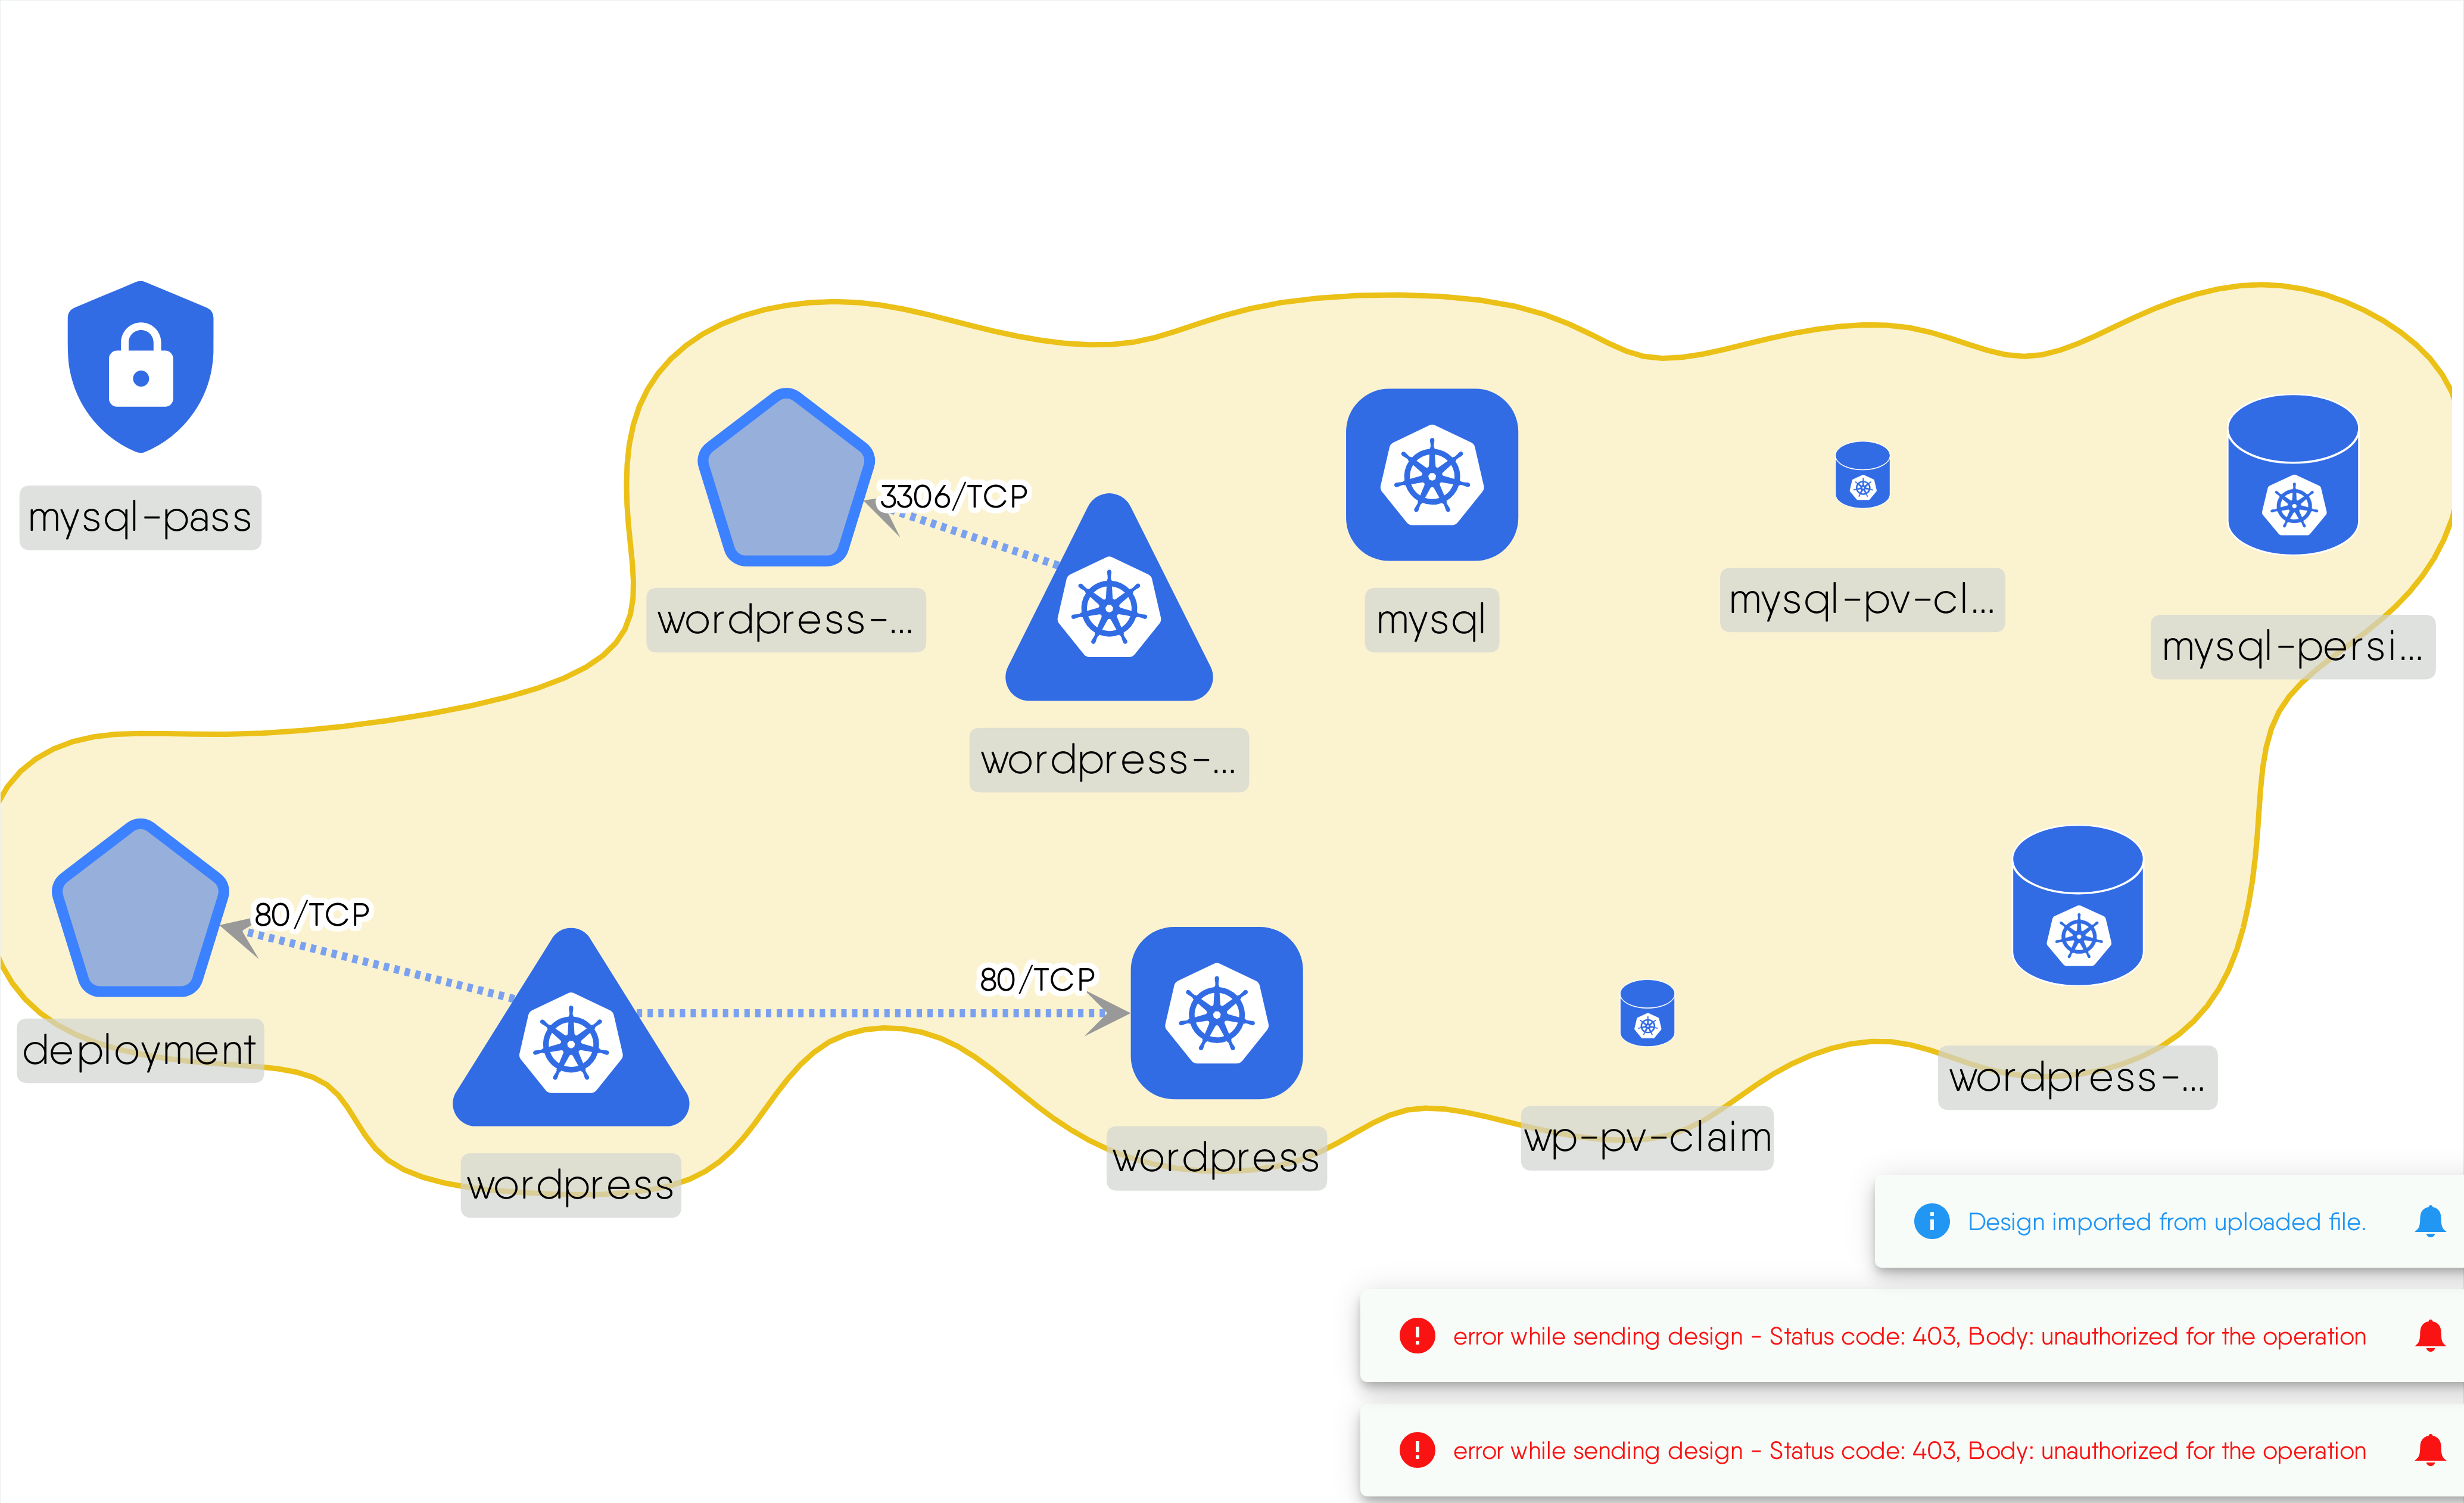 mysql-pass
3306/TCP
wordpress-...
mysql
mysql-pv-cl...
mysql-persi...
wordpress-...
80/TCP
80/TCP
deployment
wordpress
wordpress
wp-pv-claim
wordpress-...
Design imported from uploaded file.
error while sending design - Status code: 403, Body: unauthorized for the operation
error while sending design - Status code: 403, Body: unauthorized for the operation